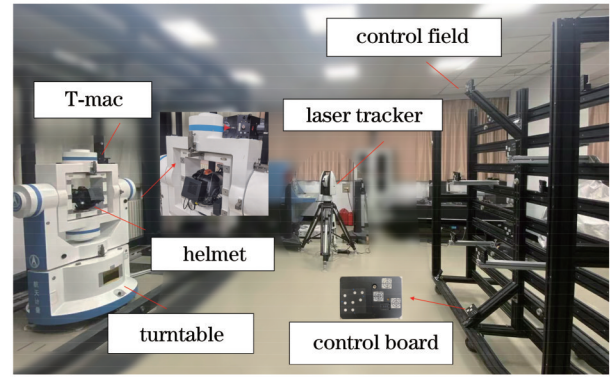 control field
T-mac
laser tracker
helmet
turntable
control board